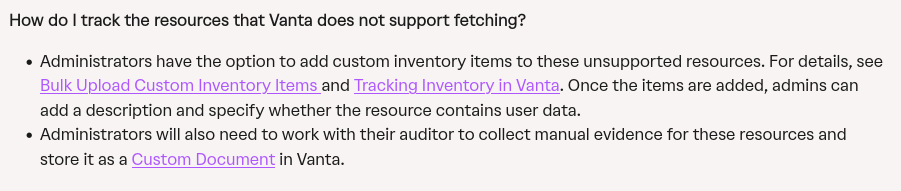 How do I track the resources that Vanta does not support fetching?
• Administrators have the option to add custom inventory items to these unsupported resources. For details, see
Bulk Upload Custom Inventory Items and Tracking Inventory in Vanta. Once the items are added, admins can
add a description and specify whether the resource contains user data.
• Administrators will also need to work with their auditor to collect manual evidence for these resources and
store it as a Custom Document in Vanta.